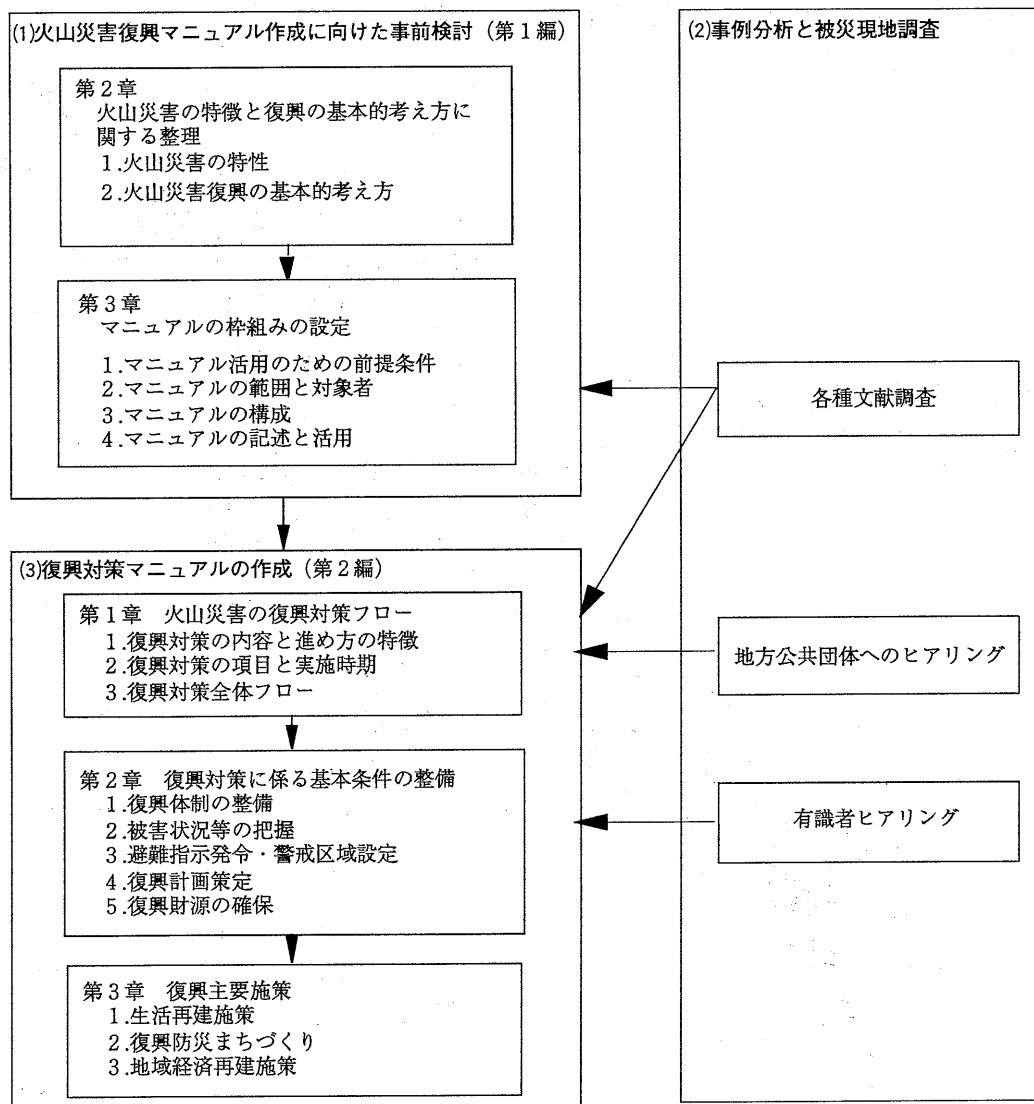 (1)火山災害復興マニュアル作成に向けた事前検討（第１編）
第２章
火山災害の特徴と復興の基本的考え方に
関する整理
１.火山災害の特性
２.火山災害復興の基本的考え方
第３章
マニュアルの枠組みの設定
１.マニュアル活用のための前提条件
２.マニュアルの範囲と対象者
３.マニュアルの構成
４.マニュアルの記述と活用
(3)復興対策マニュアルの作成（第２編）
第１章　火山災害の復興対策フロー
１.復興対策の内容と進め方の特徴
２.復興対策の項目と実施時期
３.復興対策全体フロー
第２章　復興対策に係る基本条件の整備
１.復興体制の整備
２.被害状況等の把握
３.避難指示発令・警戒区域設定
４.復興計画策定
５.復興財源の確保
第３章　復興主要施策
１.生活再建施策
２.復興防災まちづくり
３.地域経済再建施策
(2)事例分析と被災現地調査
各種文献調査
地方公共団体へのヒアリング
有識者ヒアリング